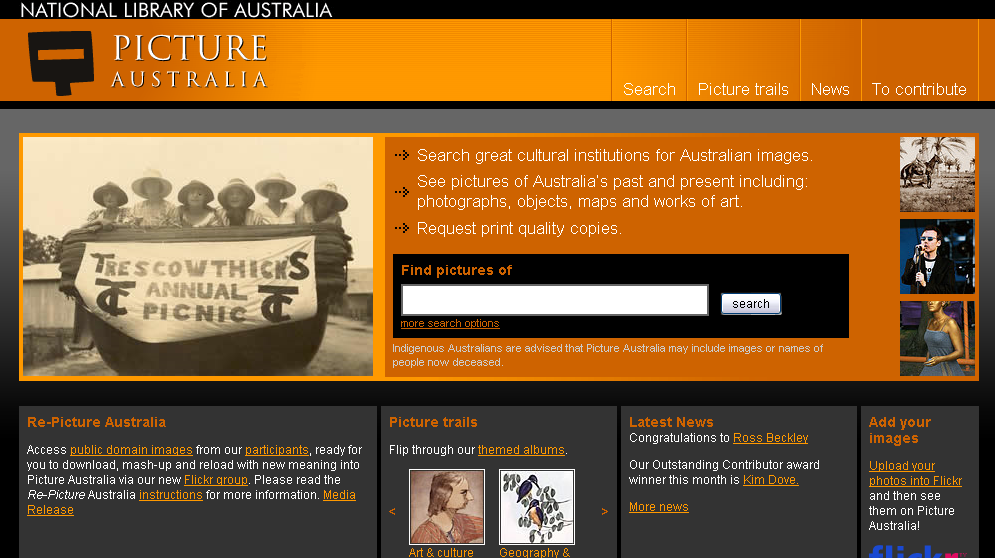 NATIONAL LIBRARY OF AUSTRALIA
PICTURE
AUSTRALIA
Search
Picture trails
News
To contribute
TRESCOWTHICKS
TC ANNUAL TC
PICNIC
Search great cultural institutions for Australian images.
See pictures of Australia's past and present including:
photographs, objects, maps and works of art.
Request print quality copies.
Find pictures of
search
more search options
Indigenous Australians are advised that Picture Australia may include images or names of
people now deceased.
Re-Picture Australia
Access public domain images from our participants, ready for
you to download, mash-up and reload with new meaning into
Picture Australia via our new Flickr group. Please read the
Re-Picture Australia instructions for more information. Media
Release
Picture trails
Flip through our themed albums.
<
>
Art & culture
Geography &
Latest News
Congratulations to Ross Beckley
Our Outstanding Contributor award
winner this month is Kim Dove.
More news
Add your
images
Upload your
photos into Flickr
and then see
them on Picture
Australia!
flickr